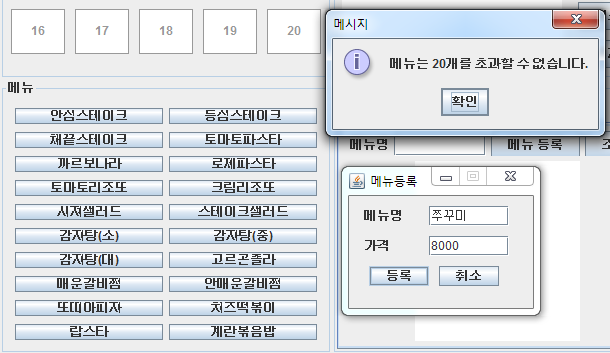 16 17 18 19 20
메뉴
안심스테이크 등심스테이크
채끝스테이크 토마토파스타
까르보나라 로제파스타
토마토리조또 크림리조또
시저샐러드 스테이크샐러드
감자탕(소) 감자탕(중)
감자탕(대) 고르곤졸라
매운갈비찜 안매운갈비찜
또띠아피자 치즈떡볶이
랍스타 계란볶음밥
메시지
메뉴는 20개를 초과할 수 없습니다.
확인
메뉴명 메뉴 등록
메뉴등록
메뉴명 쭈꾸미
가격 8000
등록 취소